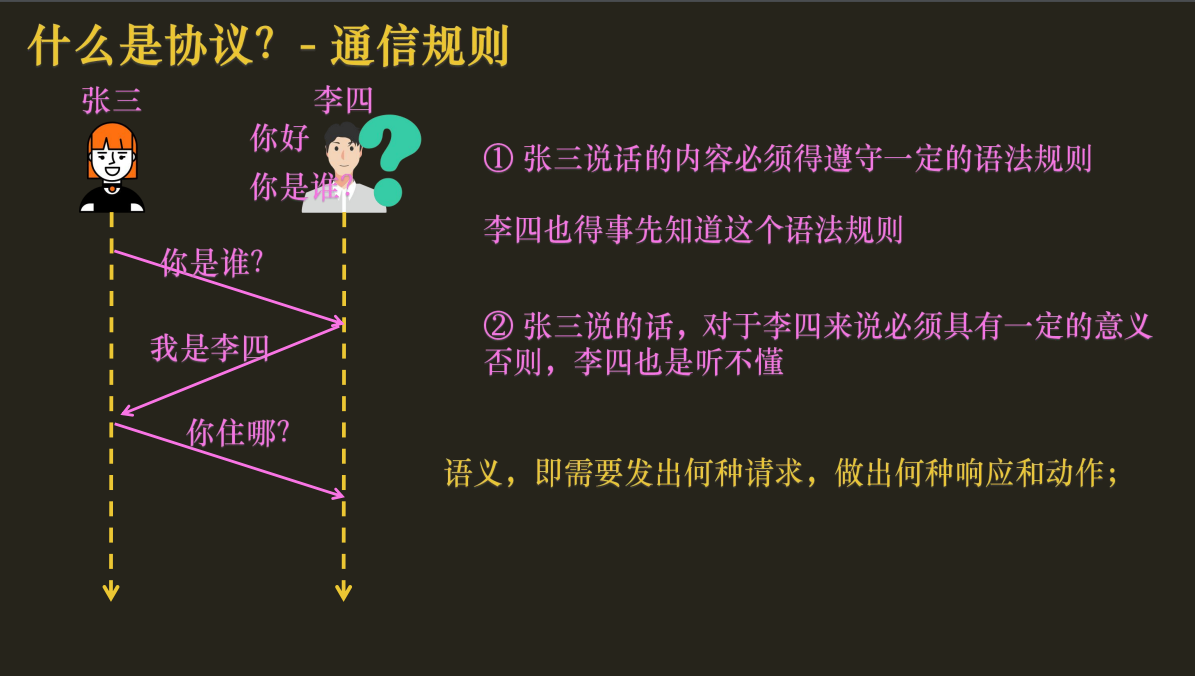 什么是协议？- 通信规则
张三
李四
你好
你是谁？
你是谁？
我是李四
你住哪？
① 张三说话的内容必须得遵守一定的语法规则
李四也得事先知道这个语法规则
② 张三说的话，对于李四来说必须具有一定的意义
否则，李四也是听不懂
语义，即需要发出何种请求，做出何种响应和动作；